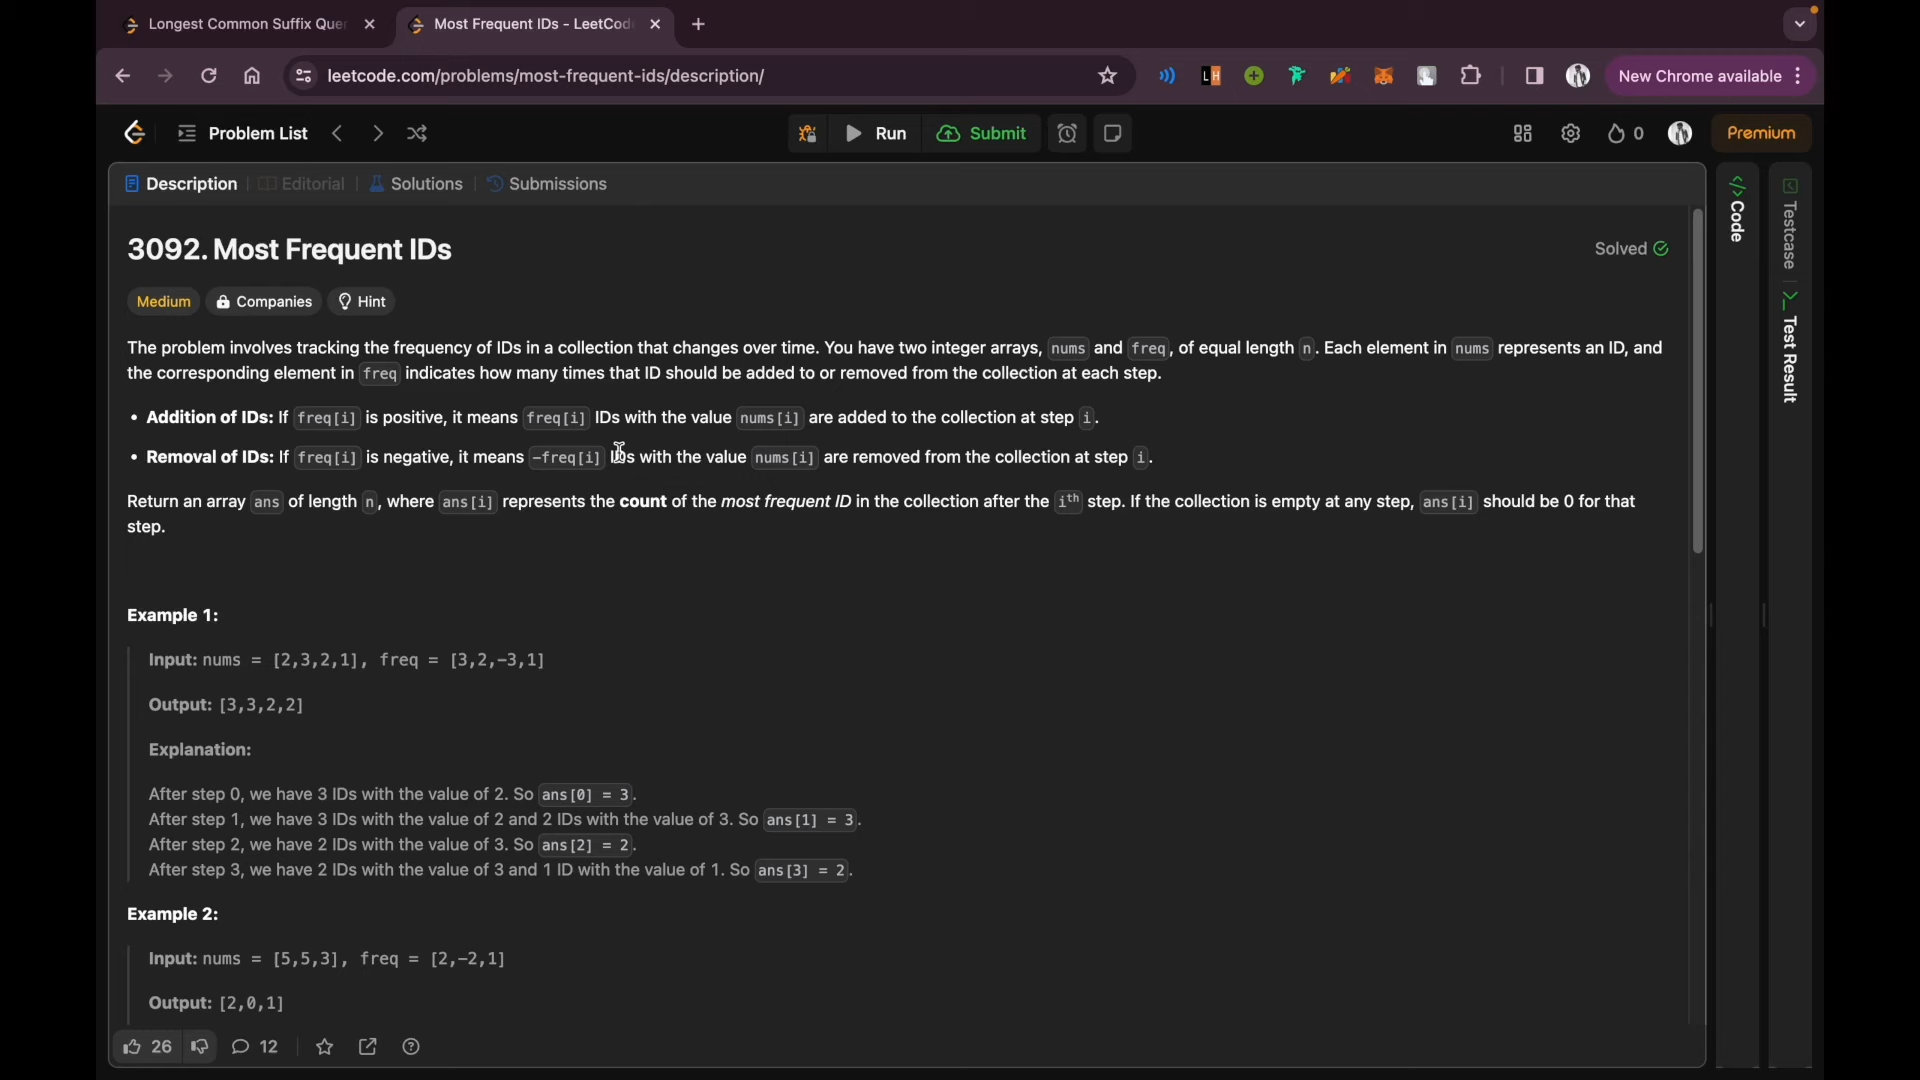 Longest Common Suffix Que
Most Frequent IDs - LeetCod
leetcode.com/problems/most-frequent-ids/description/
LH
New Chrome available
Problem List
Run
Submit
0
Premium
Description
Editorial
Solutions
Submissions
Code
Testcase
Test Result
3092. Most Frequent IDs
Solved
Medium
Companies
Hint
The problem involves tracking the frequency of IDs in a collection that changes over time. You have two integer arrays, nums and freq, of equal length n. Each element in nums represents an ID, and
the corresponding element in freq indicates how many times that ID should be added to or removed from the collection at each step.
• Addition of IDs: If freq[i] is positive, it means freq[i] IDs with the value nums[i] are added to the collection at step i.
• Removal of IDs: If freq[i] is negative, it means -freq[i] IDs with the value nums[i] are removed from the collection at step i.
Return an array ans of length n, where ans[i] represents the count of the most frequent ID in the collection after the iᵗʰ step. If the collection is empty at any step, ans[i] should be 0 for that
step.
Example 1:
Input: nums = [2,3,2,1], freq = [3,2,-3,1]
Output: [3,3,2,2]
Explanation:
After step 0, we have 3 IDs with the value of 2. So ans[0] = 3.
After step 1, we have 3 IDs with the value of 2 and 2 IDs with the value of 3. So ans[1] = 3.
After step 2, we have 2 IDs with the value of 3. So ans[2] = 2.
After step 3, we have 2 IDs with the value of 3 and 1 ID with the value of 1. So ans[3] = 2.
Example 2:
Input: nums = [5,5,3], freq = [2,-2,1]
Output: [2,0,1]
26
12